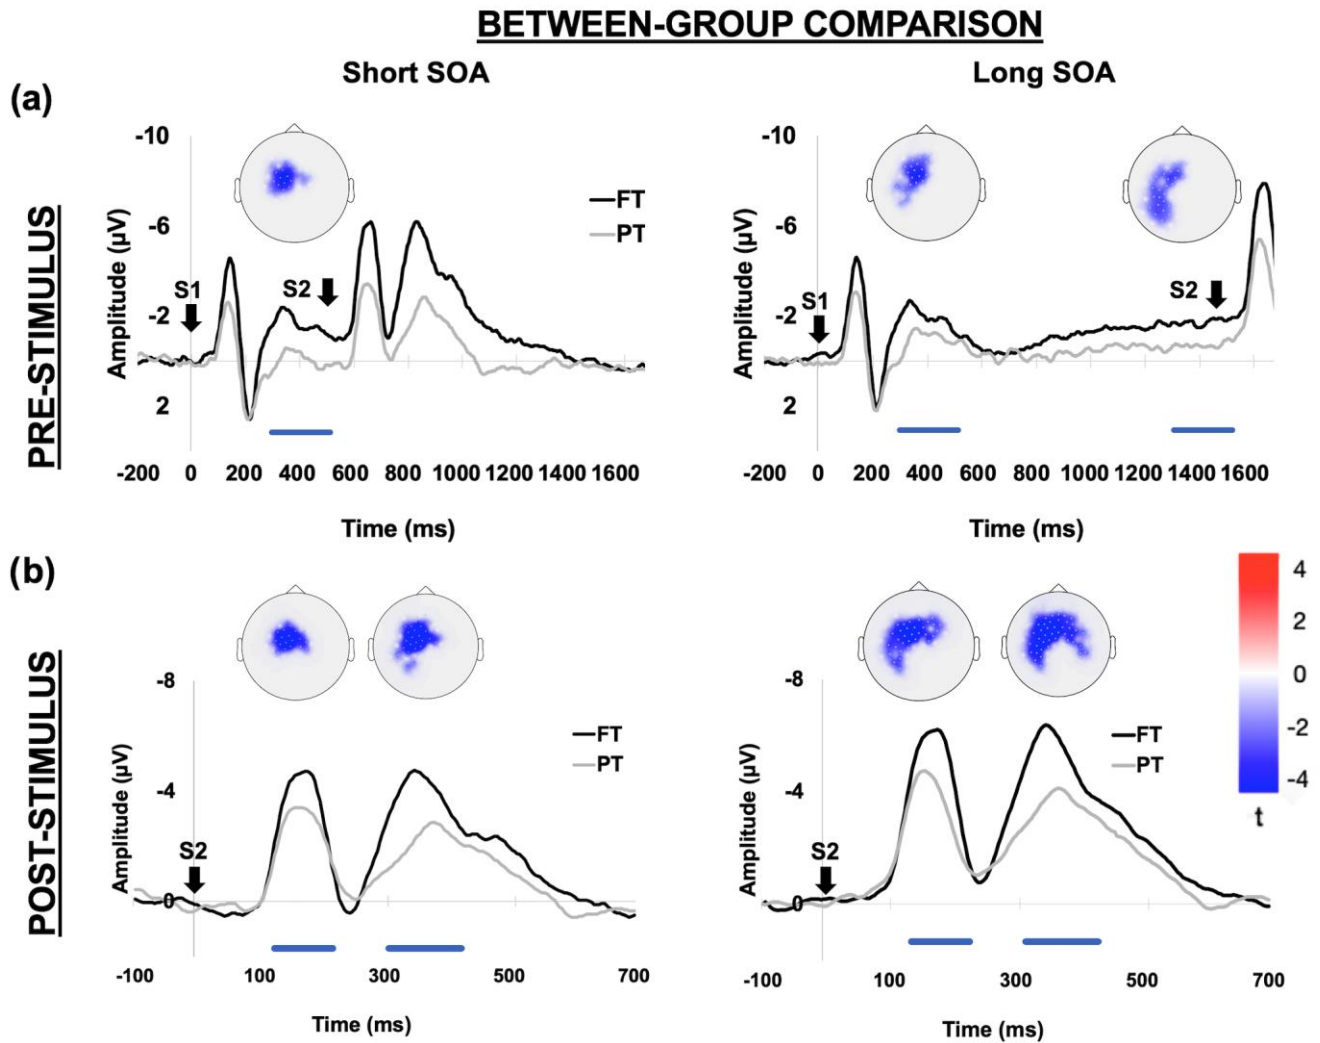 BETWEEN-GROUP COMPARISON
Short SOA
Long SOA
(a)
PRE-STIMULUS
-10
-6
-2
2
Amplitude (µV)
S1
S2
FT
PT
-200 0 200 400 600 800 1000 1200 1400 1600
Time (ms)
-10
-6
-2
2
Amplitude (µV)
S1
S2
-200 0 200 400 600 800 1000 1200 1400 1600
Time (ms)
(b)
POST-STIMULUS
-8
-4
0
Amplitude (µV)
S2
FT
PT
-100 100 300 500 700
Time (ms)
-8
-4
0
Amplitude (µV)
S2
FT
PT
-100 100 300 500 700
Time (ms)
4
2
0
-2
-4
t